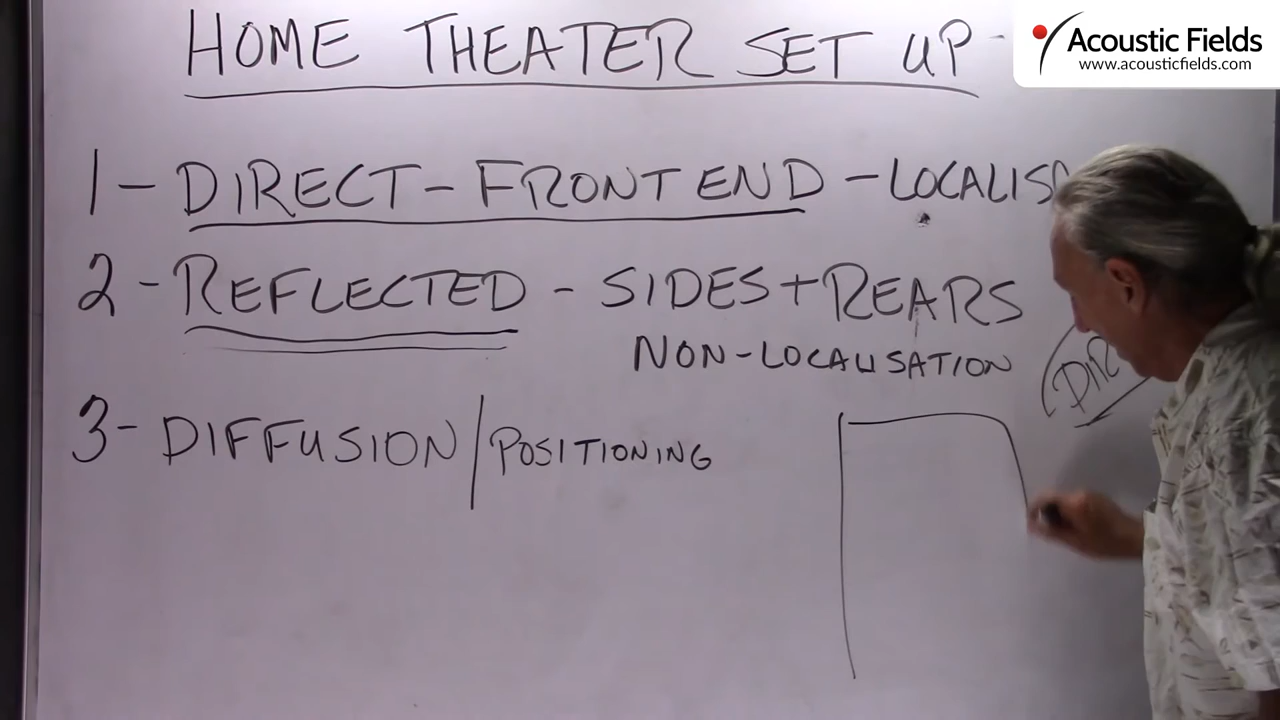 HOME THEATER SET UP
Acoustic Fields
www.acousticfields.com
1- DIRECT-FRONT END -
2- REFLECTED - SIDES+REARS
NON-LOCALISATION
3- DIFFUSION/POSITIONING